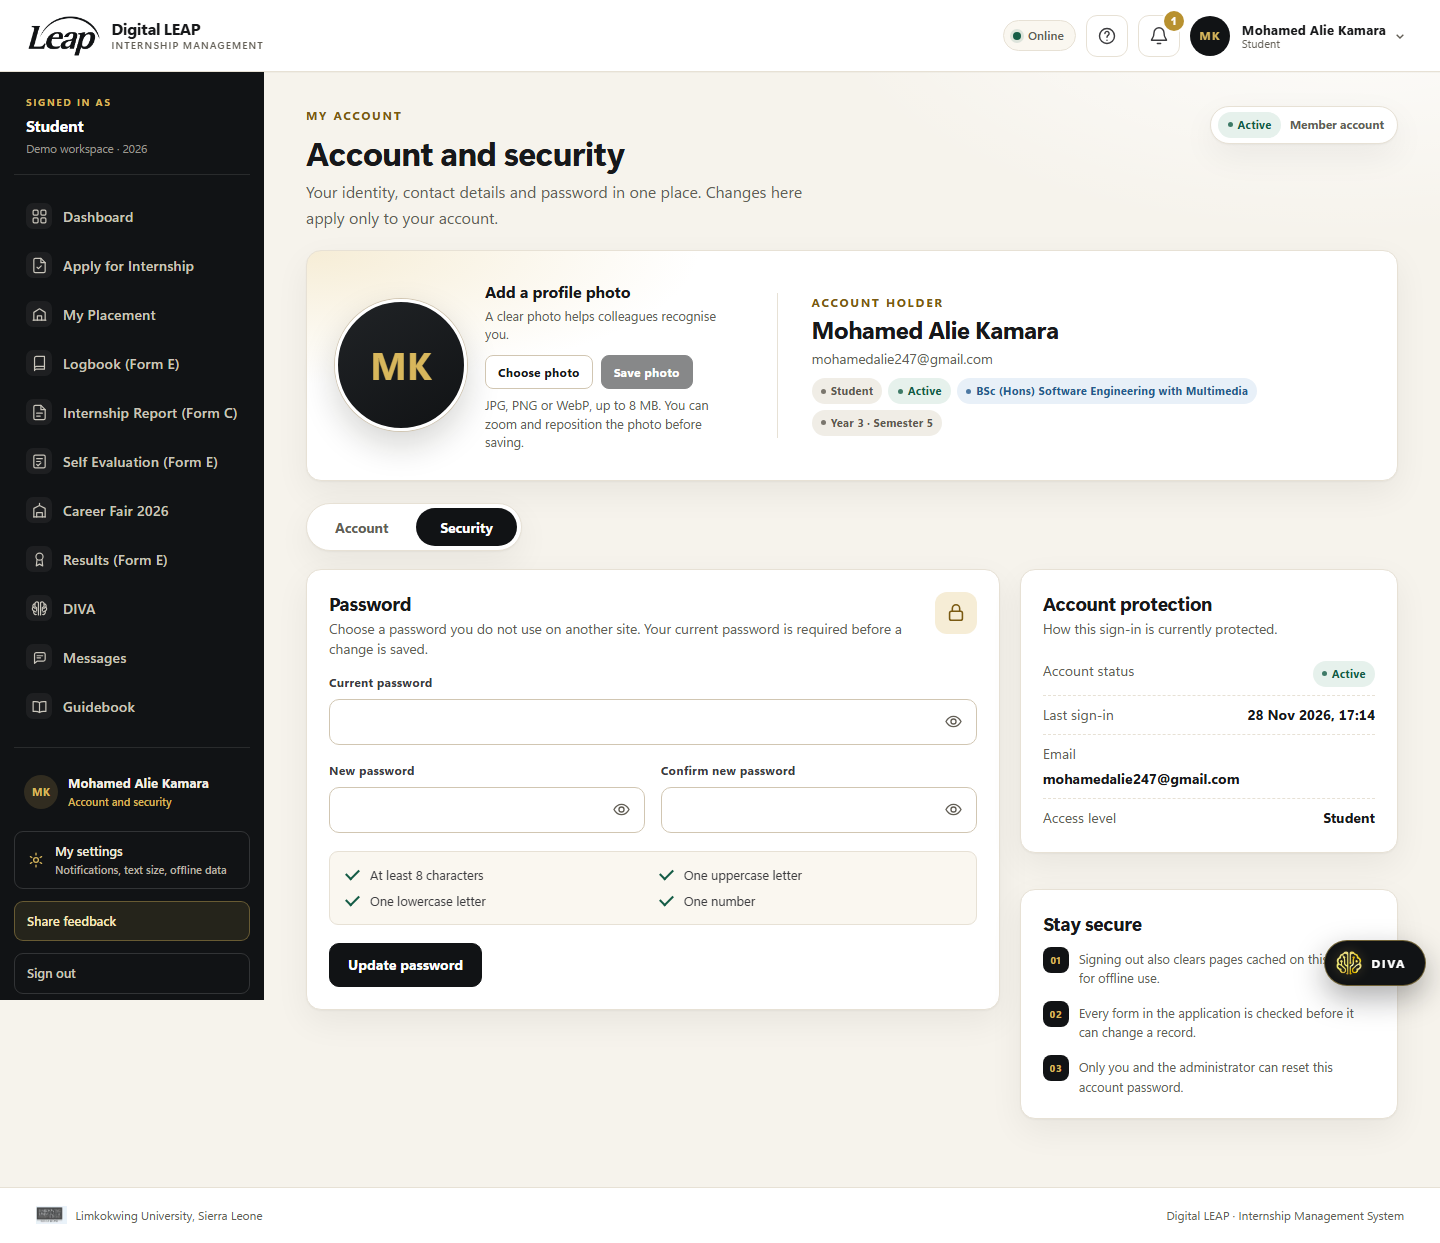 Leap
Digital LEAP
INTERNSHIP MANAGEMENT
Online
1
MK
Mohamed Alie Kamara
Student
SIGNED IN AS
Student
Demo workspace · 2026
Dashboard
Apply for Internship
My Placement
Logbook (Form E)
Internship Report (Form C)
Self Evaluation (Form E)
Career Fair 2026
Results (Form E)
DIVA
Messages
Guidebook
MK
Mohamed Alie Kamara
Account and security
My settings
Notifications, text size, offline data
Share feedback
Sign out
MY ACCOUNT
Account and security
Your identity, contact details and password in one place. Changes here
apply only to your account.
Active
Member account
MK
Add a profile photo
A clear photo helps colleagues recognise
you.
Choose photo
Save photo
JPG, PNG or WebP, up to 8 MB. You can
zoom and reposition the photo before
saving.
ACCOUNT HOLDER
Mohamed Alie Kamara
mohamedalie247@gmail.com
Student
Active
BSc (Hons) Software Engineering with Multimedia
Year 3 · Semester 5
Account
Security
Password
Choose a password you do not use on another site. Your current password is required before a
change is saved.
Current password
New password
Confirm new password
At least 8 characters
One uppercase letter
One lowercase letter
One number
Update password
Account protection
How this sign-in is currently protected.
Account status
Active
Last sign-in
28 Nov 2026, 17:14
Email
mohamedalie247@gmail.com
Access level
Student
Stay secure
01
Signing out also clears pages cached on this
for offline use.
02
Every form in the application is checked before it
can change a record.
03
Only you and the administrator can reset this
account password.
DIVA
Limkokwing University, Sierra Leone
Digital LEAP · Internship Management System